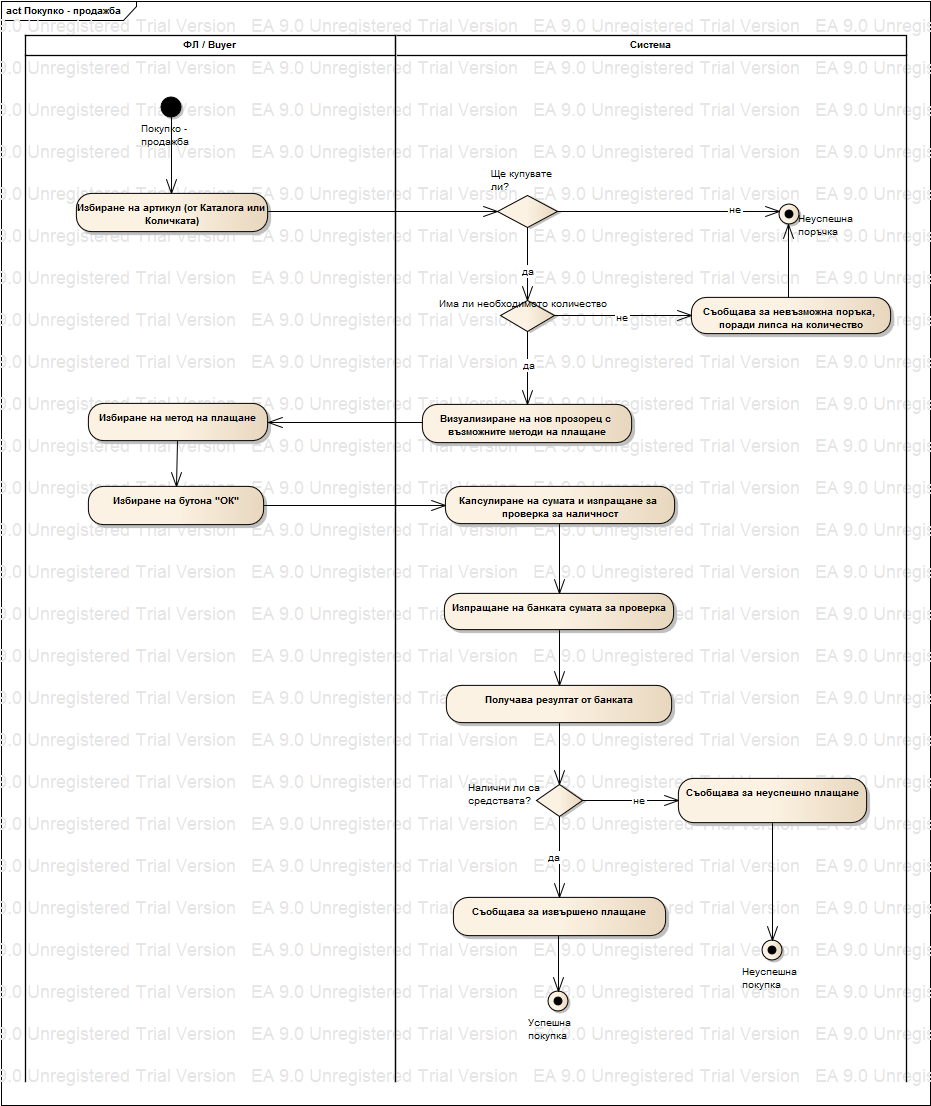 act Покупко - продажба
ФЛ / Buyer
Система
Покупко -
продажба
Ще купувате
ли?
Избиране на артикул (от Каталога или
Количката)
не
Неуспешна
поръчка
да
Има ли необходимото количество
не
Съобщава за невъзможна поръка,
поради липса на количество
да
Избиране на метод на плащане
Визуализиране на нов прозорец с
възможните методи на плащане
Избиране на бутона "ОК"
Капсулиране на сумата и изпращане за
проверка за наличност
Изпращане на банката сумата за проверка
Получава резултат от банката
Налични ли са
средствата?
не
Съобщава за неуспешно плащане
да
Съобщава за извършено плащане
Неуспешна
покупка
Успешна
покупка
EA 9.0 Unregistered Trial Version